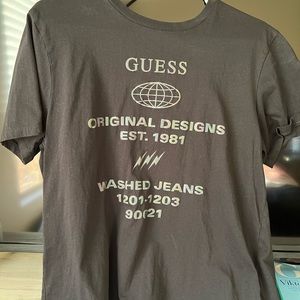 GUESS
ORIGINAL DESIGNS
EST. 1981
WASHED JEANS
1201-1203
90021